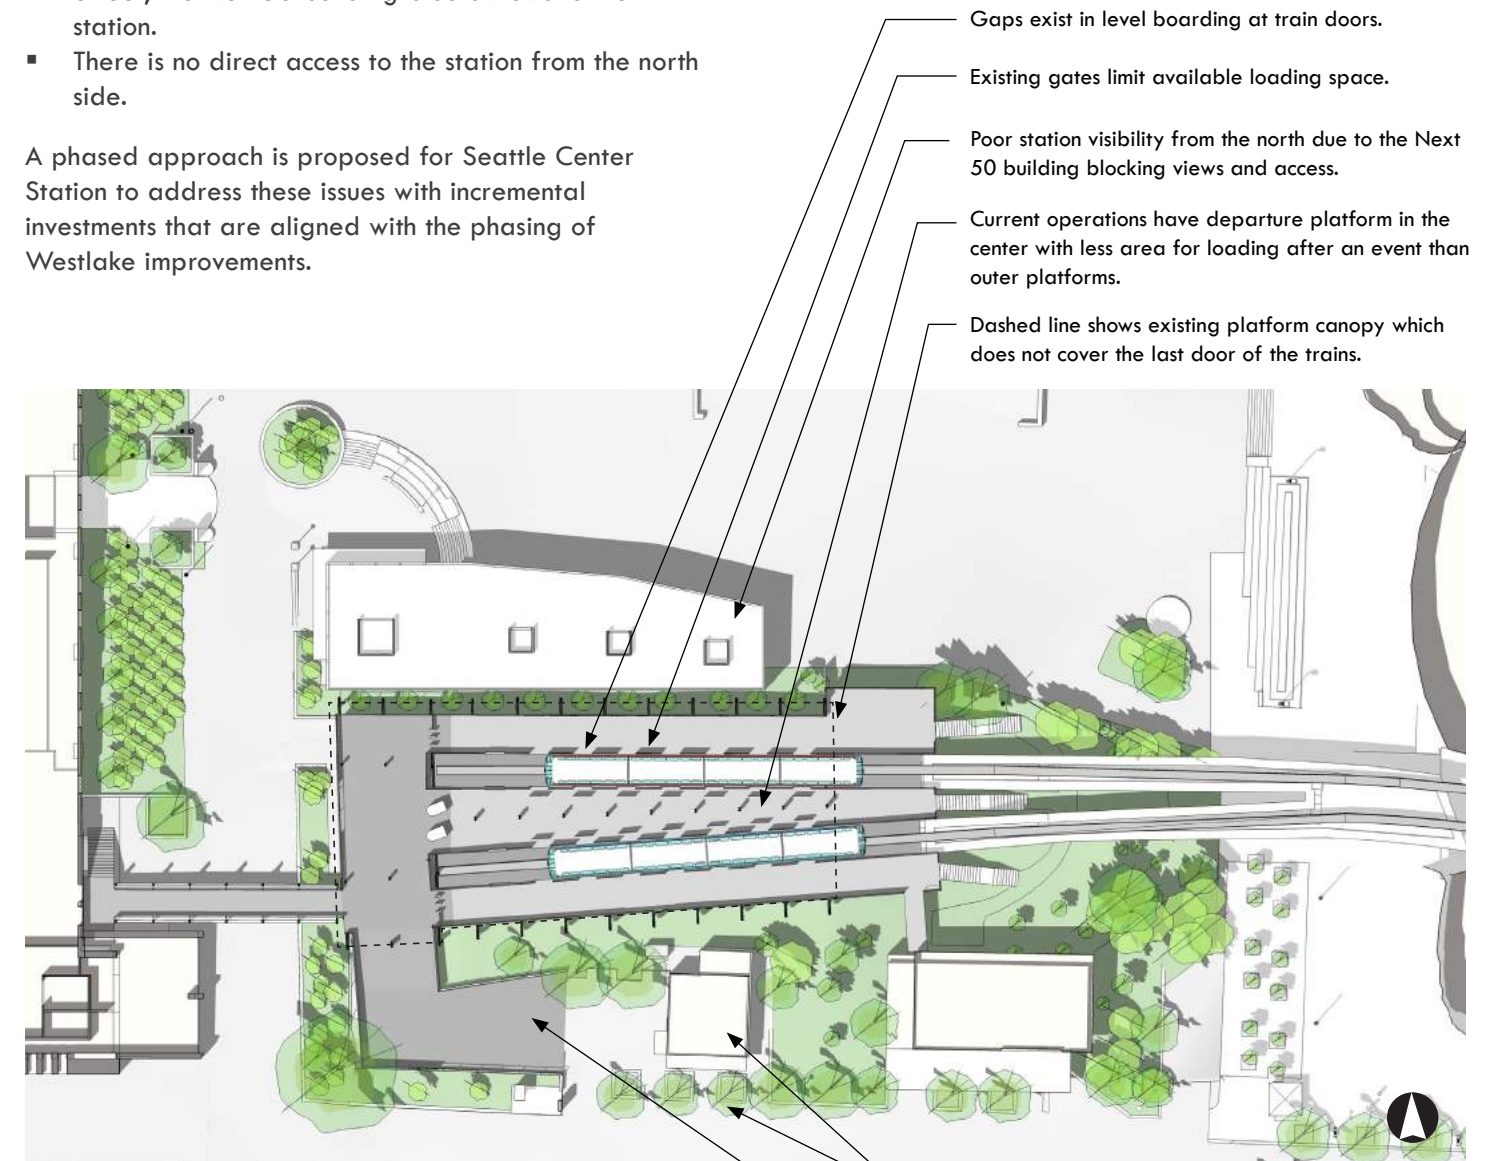 station.
▪ There is no direct access to the station from the north
side.
A phased approach is proposed for Seattle Center
Station to address these issues with incremental
investments that are aligned with the phasing of
Westlake improvements.
Gaps exist in level boarding at train doors.
Existing gates limit available loading space.
Poor station visibility from the north due to the Next
50 building blocking views and access.
Current operations have departure platform in the
center with less area for loading after an event than
outer platforms.
Dashed line shows existing platform canopy which
does not cover the last door of the trains.